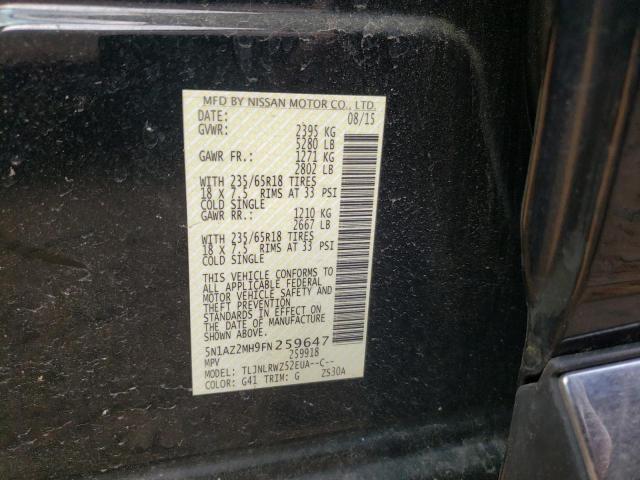 MFD BY NISSAN MOTOR CO., LTD.
DATE: 08/15
GVWR: 2395 KG
5280 LB
GAWR FR.: 1271 KG
2802 LB
WITH 235/65R18 TIRES
18 X 7.5 RIMS AT 33 PSI
COLD SINGLE
GAWR RR.: 1210 KG
2667 LB
WITH 235/65R18 TIRES
18 X 7.5 RIMS AT 33 PSI
COLD SINGLE
THIS VEHICLE CONFORMS TO
ALL APPLICABLE FEDERAL
MOTOR VEHICLE SAFETY AND
THEFT PREVENTION
STANDARDS IN EFFECT ON
THE DATE OF MANUFACTURE
SHOWN ABOVE.
5N1AZ2MH9FN259647
MPV 259918
MODEL: TLJNLRWZ52EUA--C--
COLOR: G41 TRIM: G Z530A